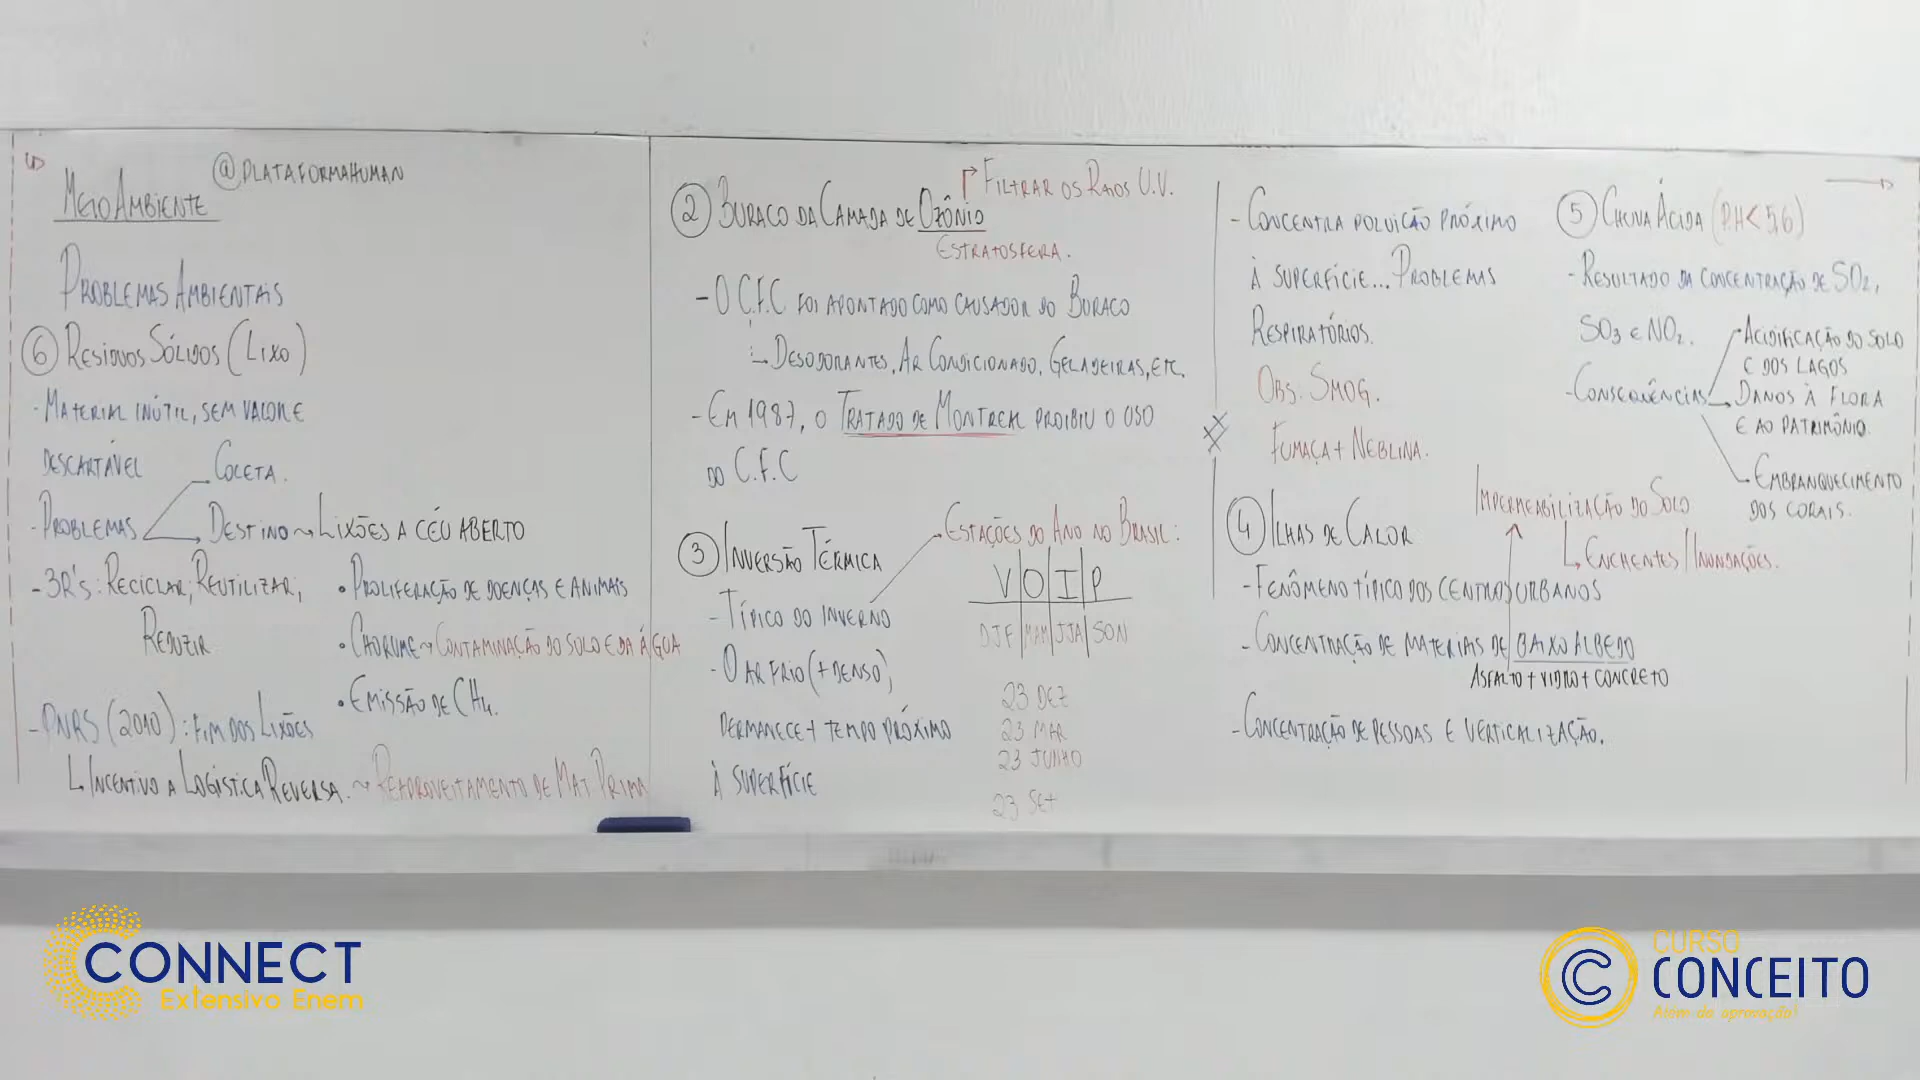 @PLATAFORMAHUMAN
MEIO AMBIENTE
PROBLEMAS AMBIENTAIS
6 RESÍDUOS SÓLIDOS (LIXO)
- MATERIAL INÚTIL, SEM VALOR E
DESCARTÁVEL
- PROBLEMAS
COLETA.
DESTINO ~ LIXÕES A CÉU ABERTO
- 3R's: RECICLAR; REUTILIZAR;
REDUZIR
• PROLIFERAÇÃO DE DOENÇAS E ANIMAIS
• CHORUME ~ CONTAMINAÇÃO DO SOLO E DA ÁGUA
• EMISSÃO DE CH4.
- PNRS (2010): FIM DOS LIXÕES
↳ INCENTIVO A LOGÍSTICA REVERSA. ~ REAPROVEITAMENTO DE MAT. PRIMA
2 BURACO DA CAMADA DE OZÔNIO
FILTRAR OS RAIOS U.V.
ESTRATOSFERA.
- O C.F.C FOI APONTADO COMO CAUSADOR DO BURACO
DESODORANTES, AR CONDICIONADO, GELADEIRAS, ETC.
- EM 1987, O TRATADO DE MONTREAL PROIBIU O USO
DO C.F.C
3 INVERSÃO TÉRMICA
ESTAÇÕES DO ANO NO BRASIL:
V | O | I | P
DJF | MAM | JJA | SON
23 DEZ
23 MAR
23 JUNHO
23 SET
- TÍPICO DO INVERNO
- O AR FRIO (+ DENSO)
PERMANECE + TEMPO PRÓXIMO
À SUPERFÍCIE
- CONCENTRA POLUIÇÃO PRÓXIMO
À SUPERFÍCIE... PROBLEMAS
RESPIRATÓRIOS.
OBS. SMOG.
FUMAÇA + NEBLINA.
4 ILHAS DE CALOR
IMPERMEABILIZAÇÃO DO SOLO
↳ ENCHENTES / INUNDAÇÕES.
- FENÔMENO TÍPICO DOS CENTROS URBANOS
- CONCENTRAÇÃO DE MATERIAIS DE BAIXO ALBEDO
ASFALTO + VIDRO + CONCRETO
- CONCENTRAÇÃO DE PESSOAS E VERTICALIZAÇÃO.
5 CHUVA ÁCIDA (PH < 5,6)
- RESULTADO DA CONCENTRAÇÃO DE SO2,
SO3 E NO2.
- CONSEQUÊNCIAS
ACIDIFICAÇÃO DO SOLO
E DOS LAGOS
DANOS À FLORA
E AO PATRIMÔNIO.
EMBRANQUECIMENTO
DOS CORAIS.
CONNECT
Extensivo Enem
CURSO
CONCEITO
Além da aprovação!